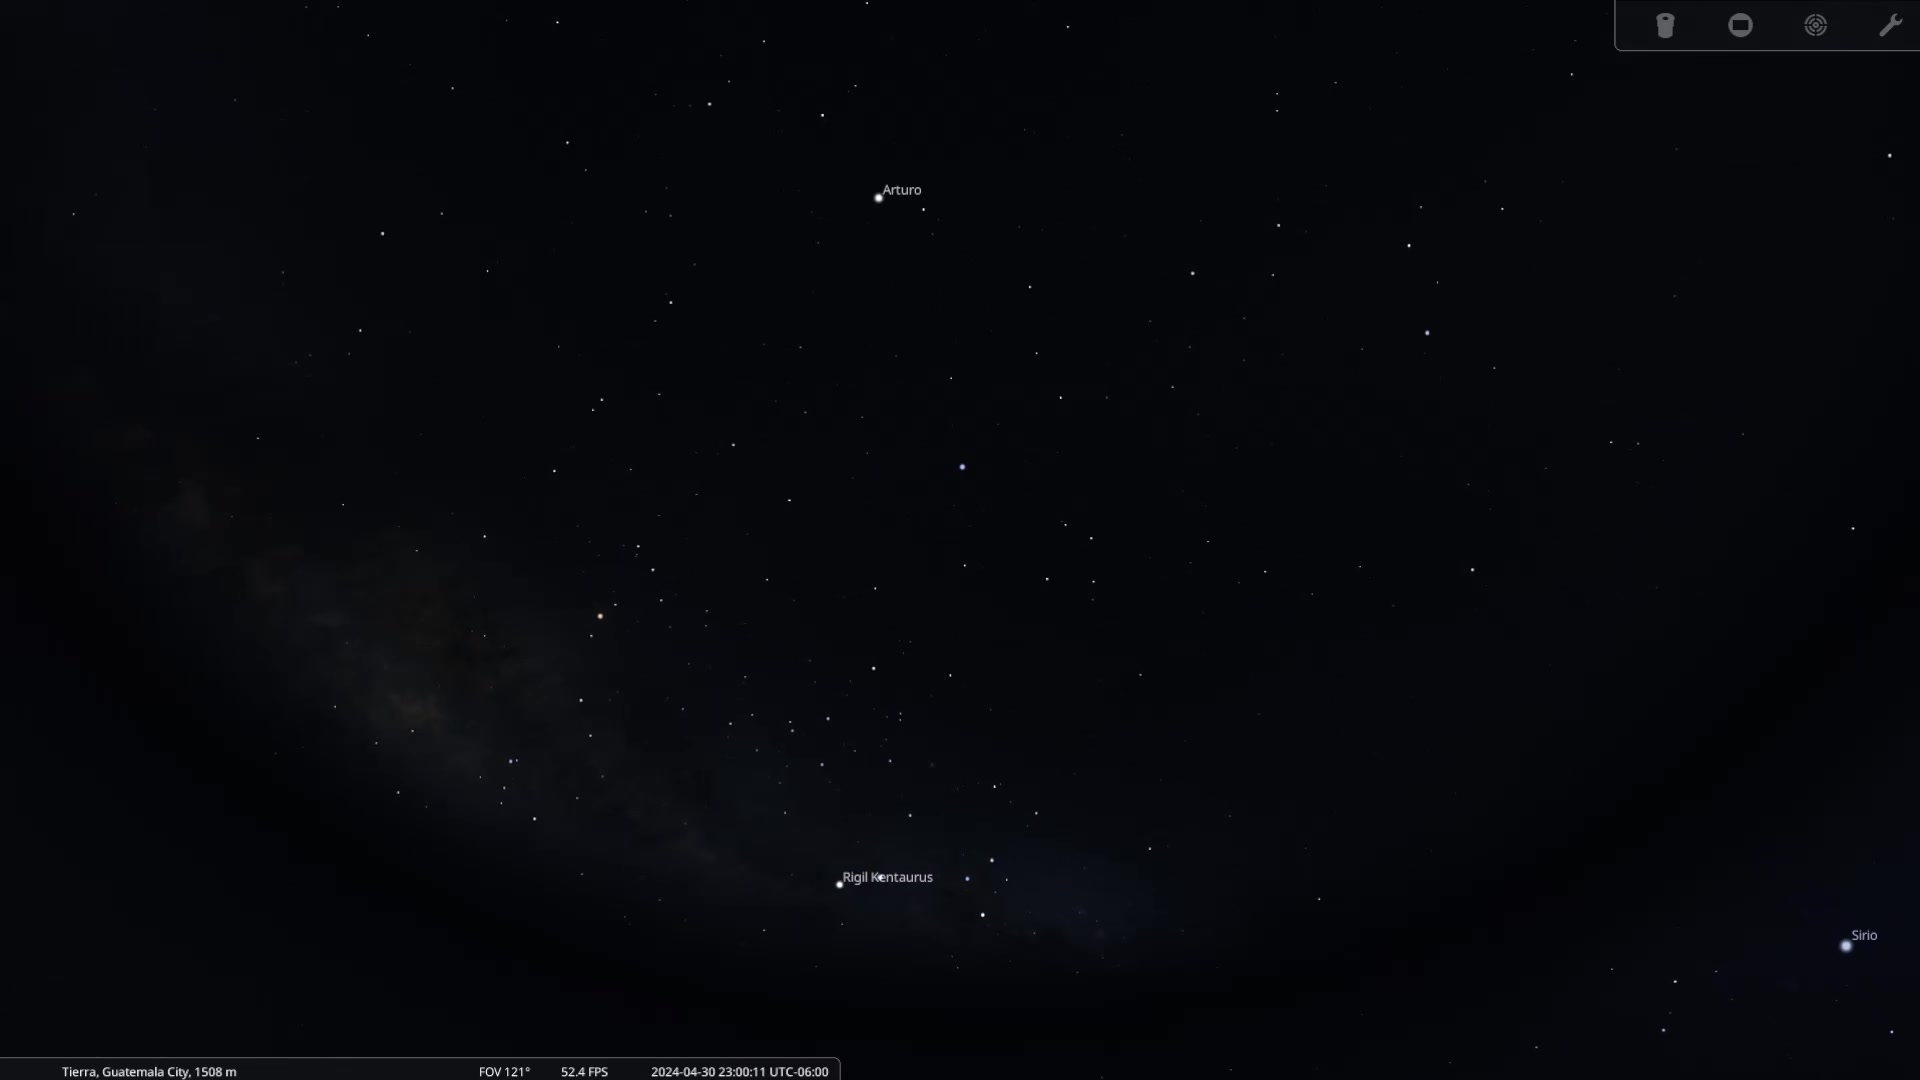 Arturo
Rigil Kentaurus
Sirio
Tierra, Guatemala City, 1508 m FOV 121° 52.4 FPS 2024-04-30 23:00:11 UTC-06:00